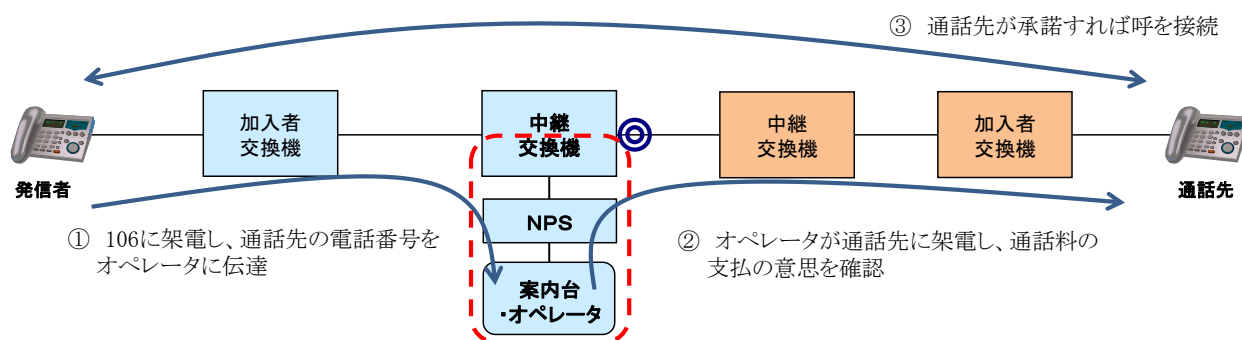 ③ 通話先が承諾すれば呼を接続
加入者
交換機
中継
交換機
中継
交換機
加入者
交換機
発信者
通話先
NPS
① 106に架電し、通話先の電話番号を
オペレータに伝達
② オペレータが通話先に架電し、通話料の
支払の意思を確認
案内台
・オペレータ